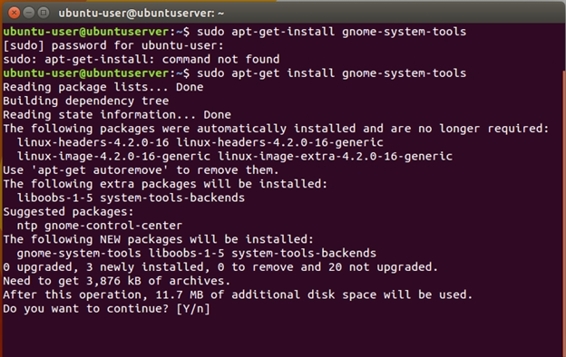 ubuntu-user@ubuntuserver: ~
ubuntu-user@ubuntuserver:~$ sudo apt-get-install gnome-system-tools
[sudo] password for ubuntu-user:
sudo: apt-get-install: command not found
ubuntu-user@ubuntuserver:~$ sudo apt-get install gnome-system-tools
Reading package lists... Done
Building dependency tree
Reading state information... Done
The following packages were automatically installed and are no longer required:
  linux-headers-4.2.0-16 linux-headers-4.2.0-16-generic
  linux-image-4.2.0-16-generic linux-image-extra-4.2.0-16-generic
Use 'apt-get autoremove' to remove them.
The following extra packages will be installed:
  liboobs-1-5 system-tools-backends
Suggested packages:
  ntp gnome-control-center
The following NEW packages will be installed:
  gnome-system-tools liboobs-1-5 system-tools-backends
0 upgraded, 3 newly installed, 0 to remove and 20 not upgraded.
Need to get 3,876 kB of archives.
After this operation, 11.7 MB of additional disk space will be used.
Do you want to continue? [Y/n]